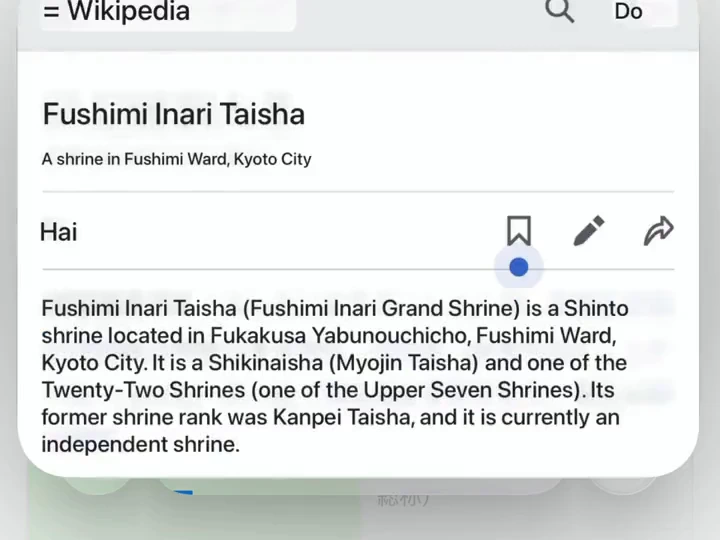 = Wikipedia
Do
Fushimi Inari Taisha
A shrine in Fushimi Ward, Kyoto City
Hai
Fushimi Inari Taisha (Fushimi Inari Grand Shrine) is a Shinto
shrine located in Fukakusa Yabunouchicho, Fushimi Ward,
Kyoto City. It is a Shikinaisha (Myojin Taisha) and one of the
Twenty-Two Shrines (one of the Upper Seven Shrines). Its
former shrine rank was Kanpei Taisha, and it is currently an
independent shrine.